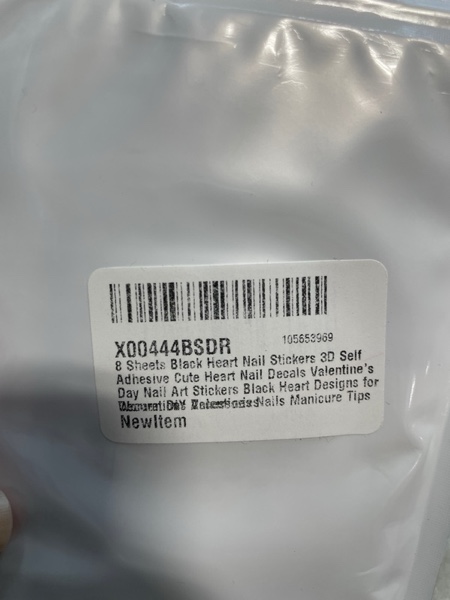 X00444BSDR
105653969
8 Sheets Black Heart Nail Stickers 3D Self
Adhesive Cute Heart Nail Decals Valentine's
Day Nail Art Stickers Black Heart Designs for
Nails Manicure Tips
NewItem